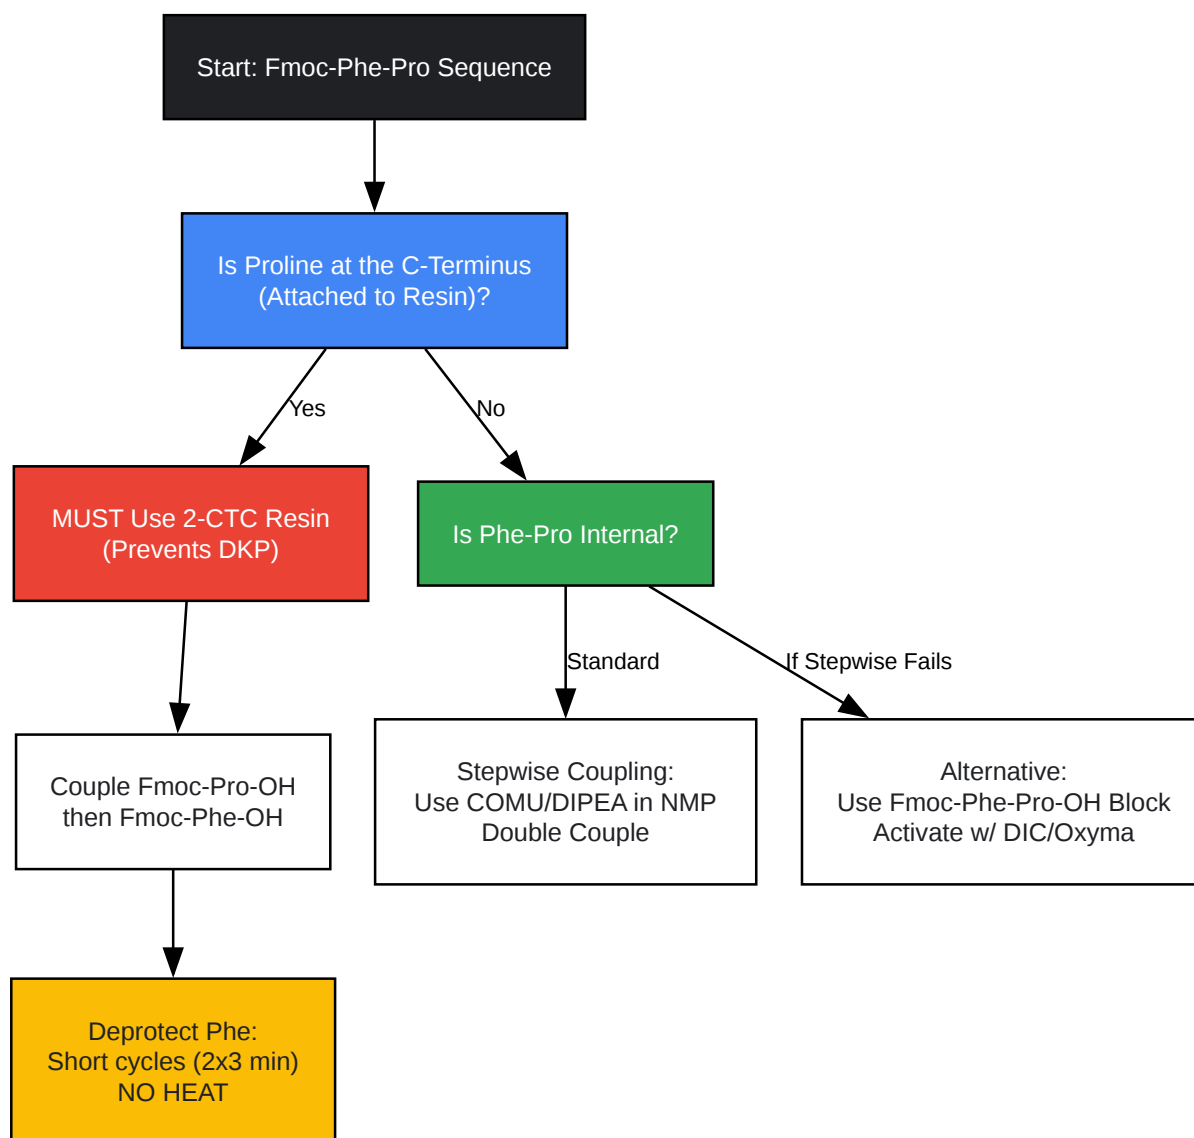 Start: Fmoc-Phe-Pro Sequence
Is Proline at the C-Terminus
(Attached to Resin)?
Yes
No
MUST Use 2-CTC Resin
(Prevents DKP)
Is Phe-Pro Internal?
Standard
If Stepwise Fails
Couple Fmoc-Pro-OH
then Fmoc-Phe-OH
Stepwise Coupling:
Use COMU/DIPEA in NMP
Double Couple
Alternative:
Use Fmoc-Phe-Pro-OH Block
Activate w/ DIC/Oxyma
Deprotect Phe:
Short cycles (2x3 min)
NO HEAT